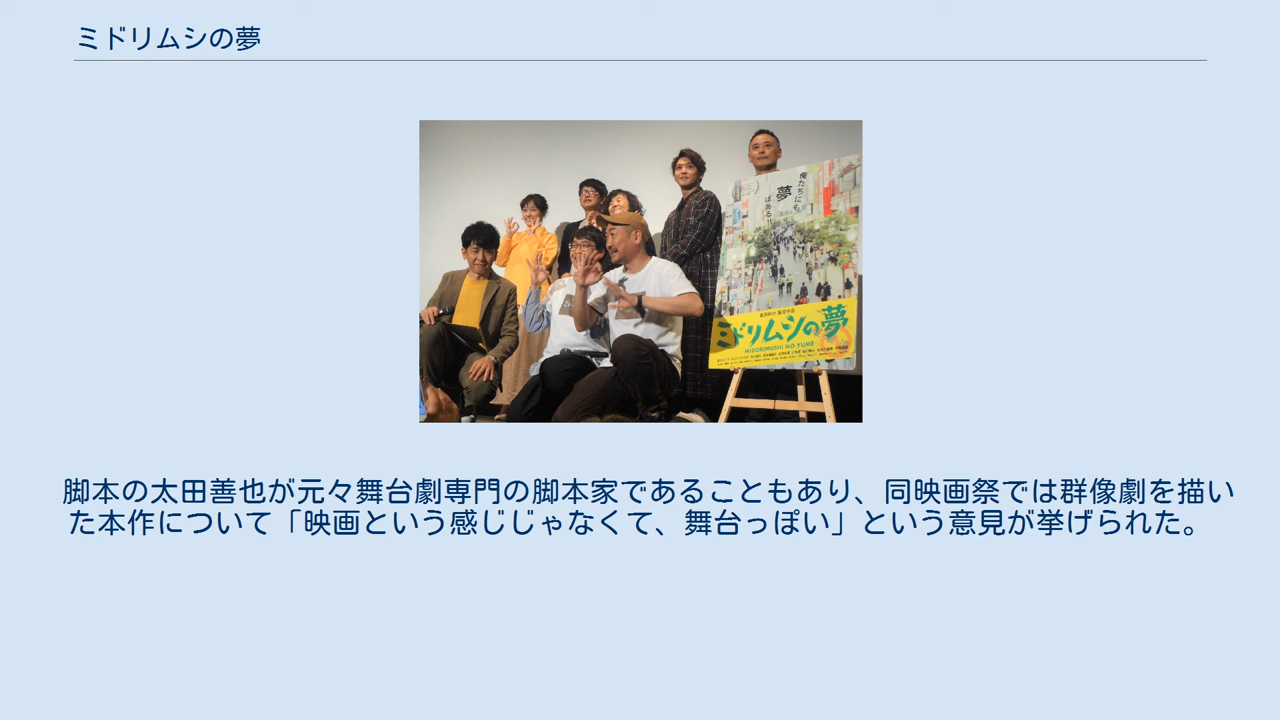 ミドリムシの夢
俺たちにも
夢
はある!!
ミドリムシの夢
MIDORIMUSHI NO YUME
脚本の太田善也が元々舞台劇専門の脚本家であることもあり、同映画祭では群像劇を描い
た本作について「映画という感じじゃなくて、舞台っぽい」という意見が挙げられた。